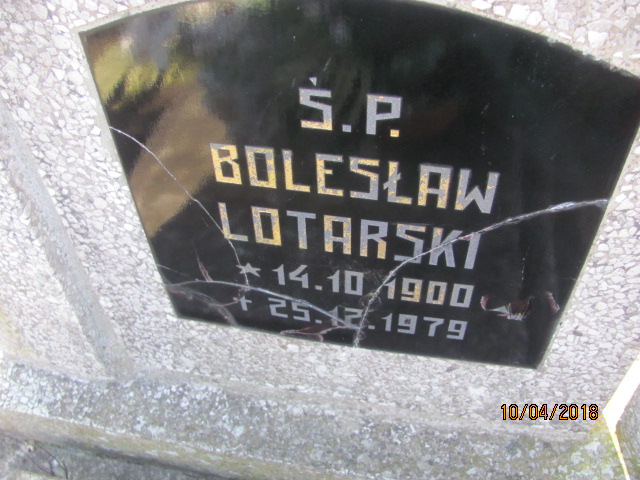 Ś.P.
BOLESŁAW
LOTARSKI
* 14.10 1900
+ 25.12.1979
10/04/2018